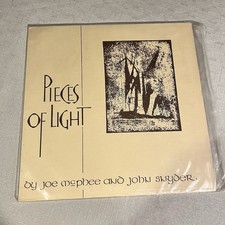 PIECES
OF LIGHT
by joe mcphee and john snyder